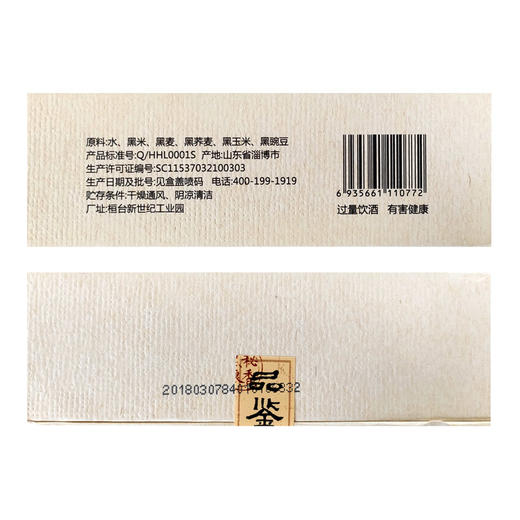 原料:水、黑米、黑麦、黑荞麦、黑玉米、黑豌豆
产品标准号:Q/HHL0001S 产地:山东省淄博市
生产许可证编号:SC11537032100303
生产日期及批号:见盒盖喷码 电话:400-199-1919
贮存条件:干燥通风、阴凉清洁
厂址:桓台新世纪工业园
6 935661 110772
过量饮酒 有害健康
品鉴